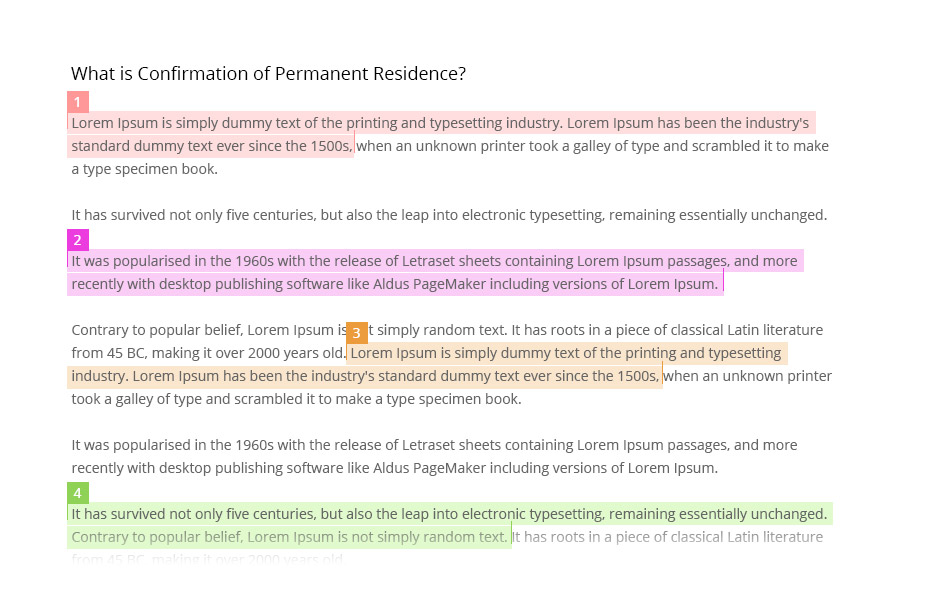 What is Confirmation of Permanent Residence?
1
Lorem Ipsum is simply dummy text of the printing and typesetting industry. Lorem Ipsum has been the industry's
standard dummy text ever since the 1500s, when an unknown printer took a galley of type and scrambled it to make
a type specimen book.
It has survived not only five centuries, but also the leap into electronic typesetting, remaining essentially unchanged.
2
It was popularised in the 1960s with the release of Letraset sheets containing Lorem Ipsum passages, and more
recently with desktop publishing software like Aldus PageMaker including versions of Lorem Ipsum.
3
Contrary to popular belief, Lorem Ipsum is t simply random text. It has roots in a piece of classical Latin literature
from 45 BC, making it over 2000 years old. Lorem Ipsum is simply dummy text of the printing and typesetting
industry. Lorem Ipsum has been the industry's standard dummy text ever since the 1500s, when an unknown printer
took a galley of type and scrambled it to make a type specimen book.
It was popularised in the 1960s with the release of Letraset sheets containing Lorem Ipsum passages, and more
recently with desktop publishing software like Aldus PageMaker including versions of Lorem Ipsum.
4
It has survived not only five centuries, but also the leap into electronic typesetting, remaining essentially unchanged.
Contrary to popular belief, Lorem Ipsum is not simply random text. It has roots in a piece of classical Latin literature
from 45 BC, making it over 2000 years old.